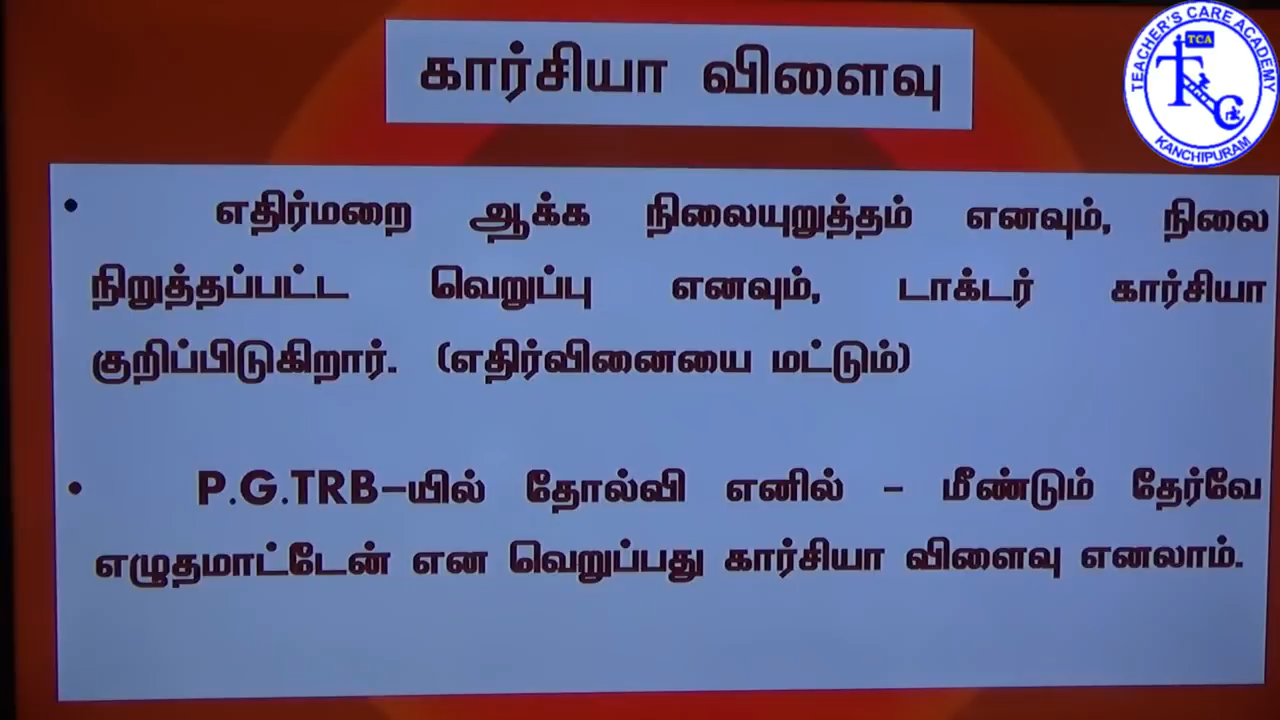 கார்சியா விளைவு
TEACHER'S CARE ACADEMY
TCA
KANCHIPURAM
• எதிர்மறை ஆக்க நிலையுறுத்தம் எனவும், நிலை
நிறுத்தப்பட்ட வெறுப்பு எனவும், டாக்டர் கார்சியா
குறிப்பிடுகிறார். (எதிர்வினையை மட்டும்)
• P.G.TRB-யில் தோல்வி எனில் - மீண்டும் தேர்வே
எழுதமாட்டேன் என வெறுப்பது கார்சியா விளைவு எனலாம்.